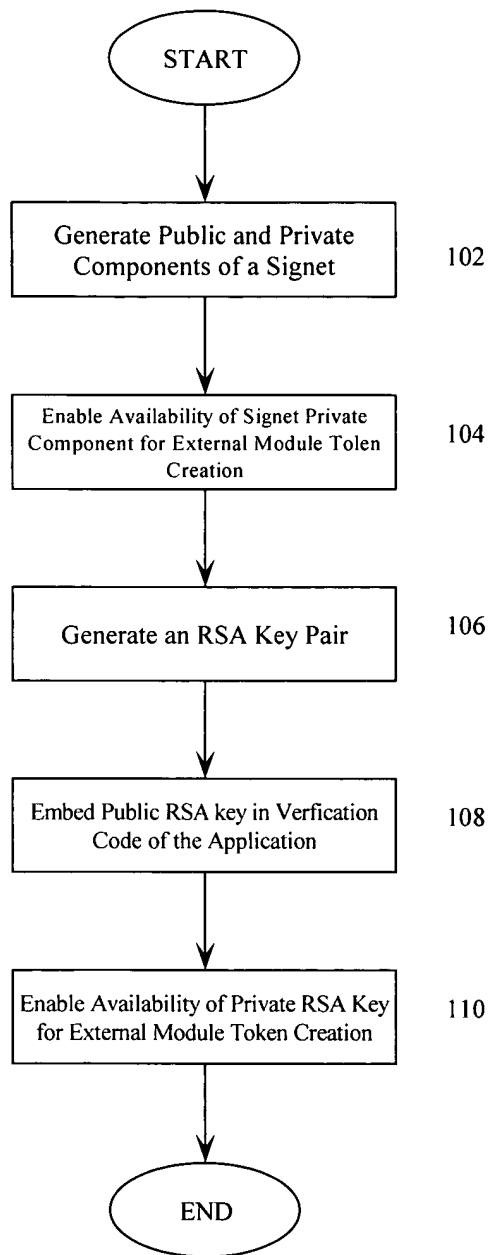 START
Generate Public and Private
Components of a Signet
102
Enable Availability of Signet Private
Component for External Module Tolen
Creation
104
Generate an RSA Key Pair
106
Embed Public RSA key in Verfication
Code of the Application
108
Enable Availability of Private RSA Key
for External Module Token Creation
110
END